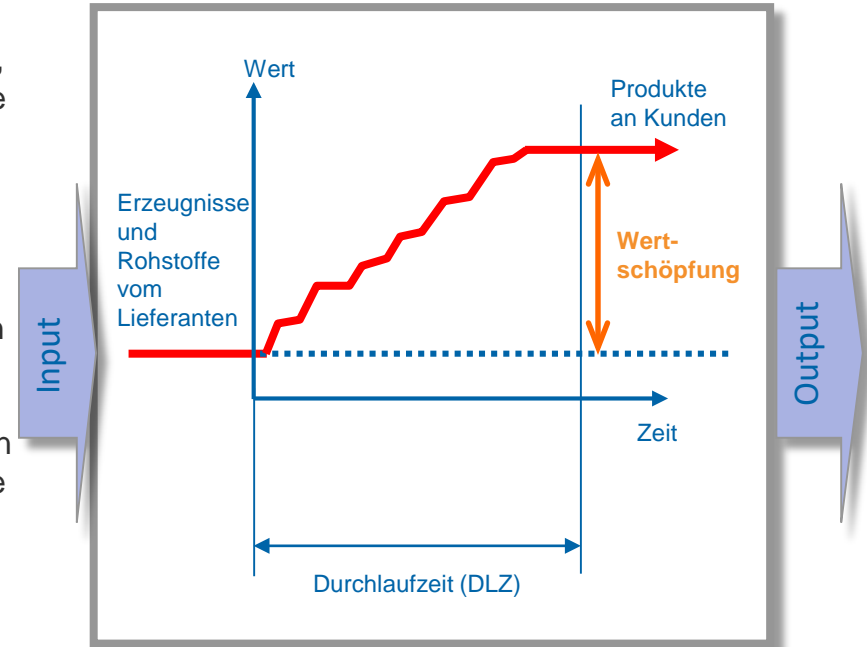 ,
e
n
n
e
Input
Wert
Produkte
an Kunden
Erzeugnisse
und
Rohstoffe
vom
Lieferanten
Wert-
schöpfung
Zeit
Durchlaufzeit (DLZ)
Output